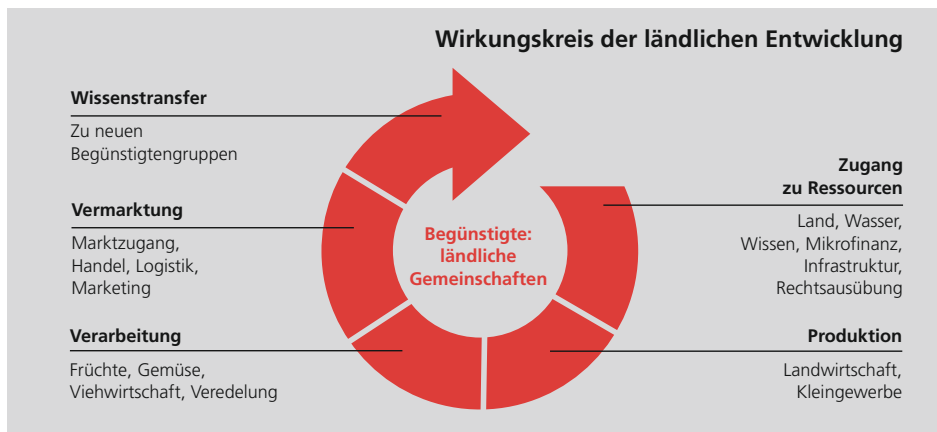 Wirkungskreis der ländlichen Entwicklung
Wissenstransfer
Zu neuen
Begünstigtengruppen
Vermarktung
Marktzugang,
Handel, Logistik,
Marketing
Verarbeitung
Früchte, Gemüse,
Viehwirtschaft, Veredelung
Begünstigte:
ländliche
Gemeinschaften
Zugang
zu Ressourcen
Land, Wasser,
Wissen, Mikrofinanz,
Infrastruktur,
Rechtsausübung
Produktion
Landwirtschaft,
Kleingewerbe